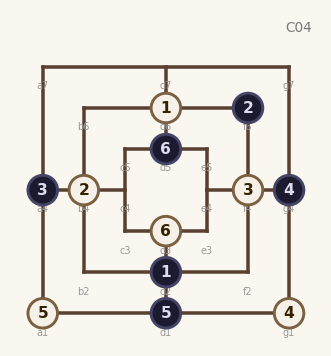 C04
a7 d7 g7
1 2
b6 d6 f6
6
c5 d5 e5
3 2 3 4
a4 b4 c4 e4 f4 g4
6
c3 d3 e3
1
b2 d2 f2
5 5 4
a1 d1 g1